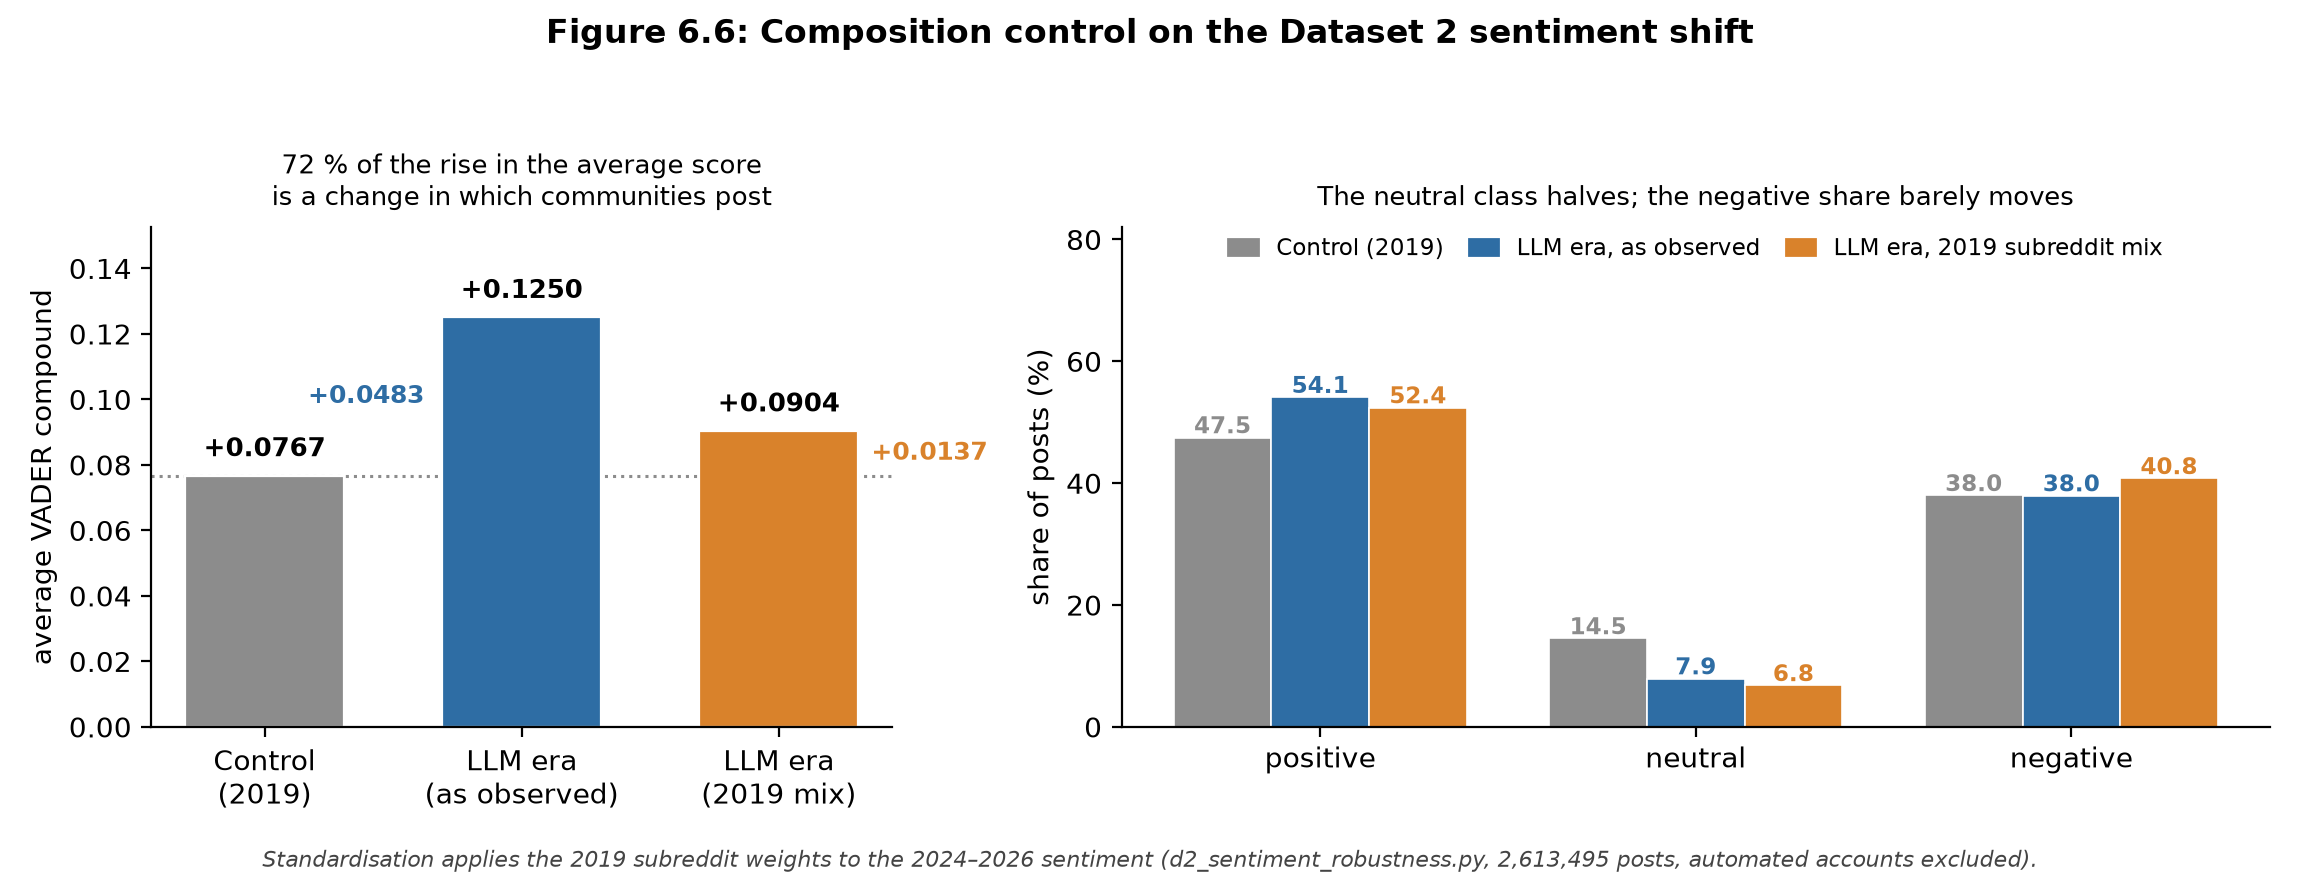 Figure 6.6: Composition control on the Dataset 2 sentiment shift
72 % of the rise in the average score
is a change in which communities post
average VADER compound
0.14
0.12
0.10
0.08
0.06
0.04
0.02
0.00
+0.0767
+0.0483
+0.1250
+0.0904
+0.0137
Control
(2019)
LLM era
(as observed)
LLM era
(2019 mix)
The neutral class halves; the negative share barely moves
Control (2019)
LLM era, as observed
LLM era, 2019 subreddit mix
share of posts (%)
80
60
40
20
0
47.5
54.1
52.4
14.5
7.9
6.8
38.0
38.0
40.8
positive
neutral
negative
Standardisation applies the 2019 subreddit weights to the 2024–2026 sentiment (d2_sentiment_robustness.py, 2,613,495 posts, automated accounts excluded).